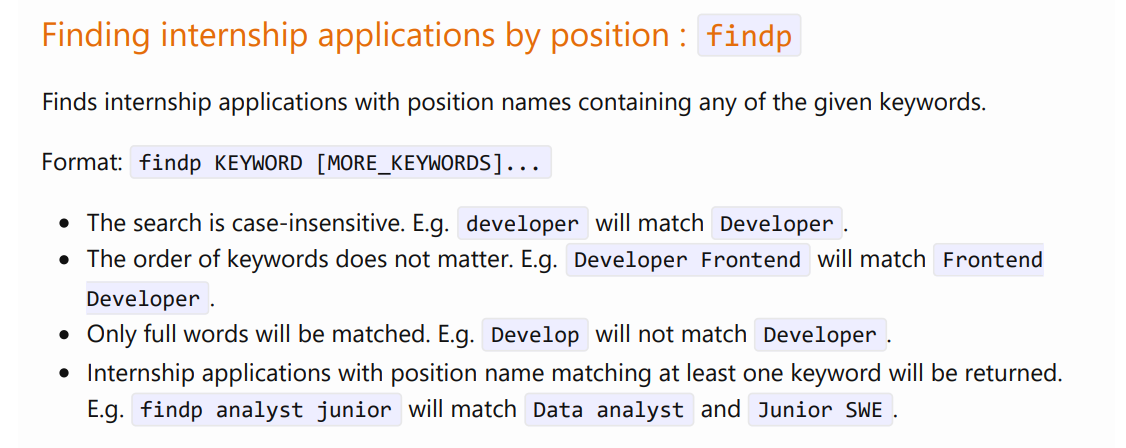 Finding internship applications by position : findp
Finds internship applications with position names containing any of the given keywords.
Format: findp KEYWORD [MORE_KEYWORDS]...
• The search is case-insensitive. E.g. developer will match Developer.
• The order of keywords does not matter. E.g. Developer Frontend will match Frontend
Developer.
• Only full words will be matched. E.g. Develop will not match Developer.
• Internship applications with position name matching at least one keyword will be returned.
E.g. findp analyst junior will match Data analyst and Junior SWE.